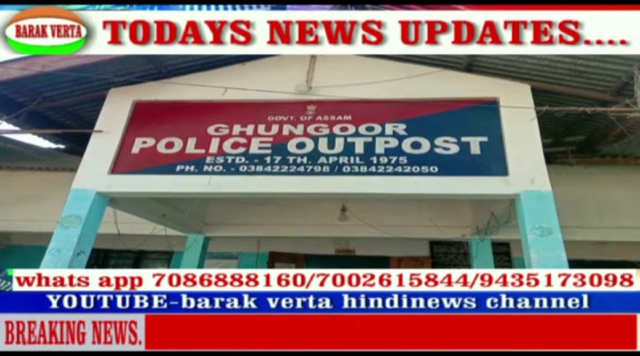 BARAK VERTA
TODAYS NEWS UPDATES....
GOVT. OF ASSAM
GHUNGOOR
POLICE OUTPOST
ESTD. - 17 TH. APRIL 1975
PH. NO. - 03842224798 / 03842242050
whats app 7086888160/7002615844/9435173098
YOUTUBE-barak verta hindinews channel
BREAKING NEWS.